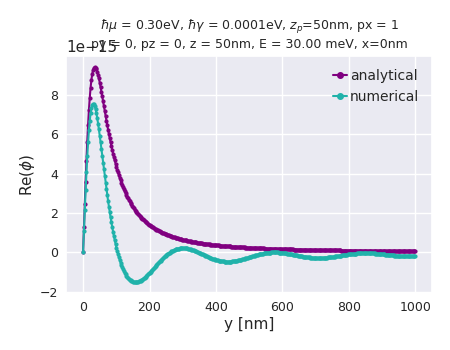 ℏμ = 0.30eV, ℏγ = 0.0001eV, z_p=50nm, px = 1
py = 0, pz = 0, z = 50nm, E = 30.00 meV, x=0nm
1e−15
analytical
numerical
8
6
4
2
0
−2
Re(ϕ)
0 200 400 600 800 1000
y [nm]